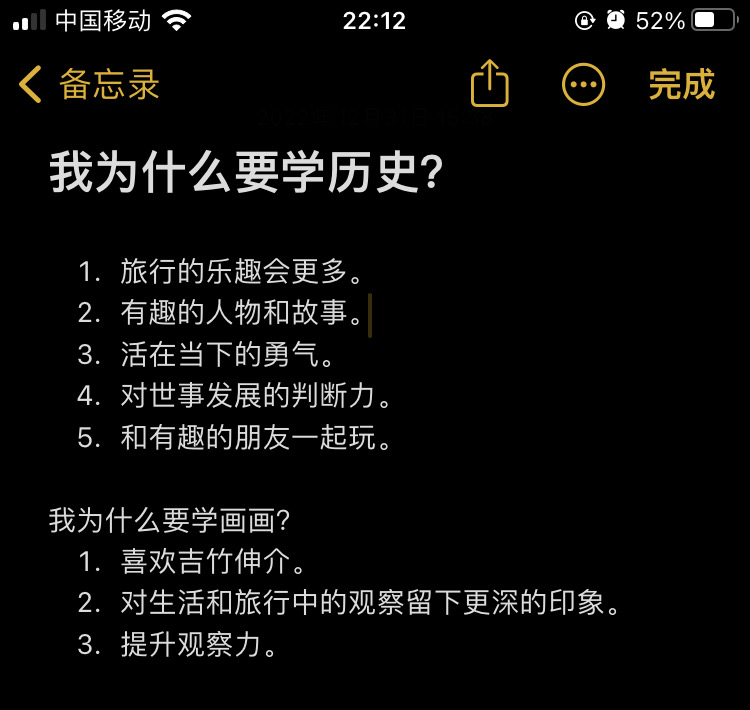 中国移动 22:12 52%
备忘录 完成
我为什么要学历史?
1. 旅行的乐趣会更多。
2. 有趣的人物和故事。
3. 活在当下的勇气。
4. 对世事发展的判断力。
5. 和有趣的朋友一起玩。
我为什么要学画画?
1. 喜欢吉竹伸介。
2. 对生活和旅行中的观察留下更深的印象。
3. 提升观察力。